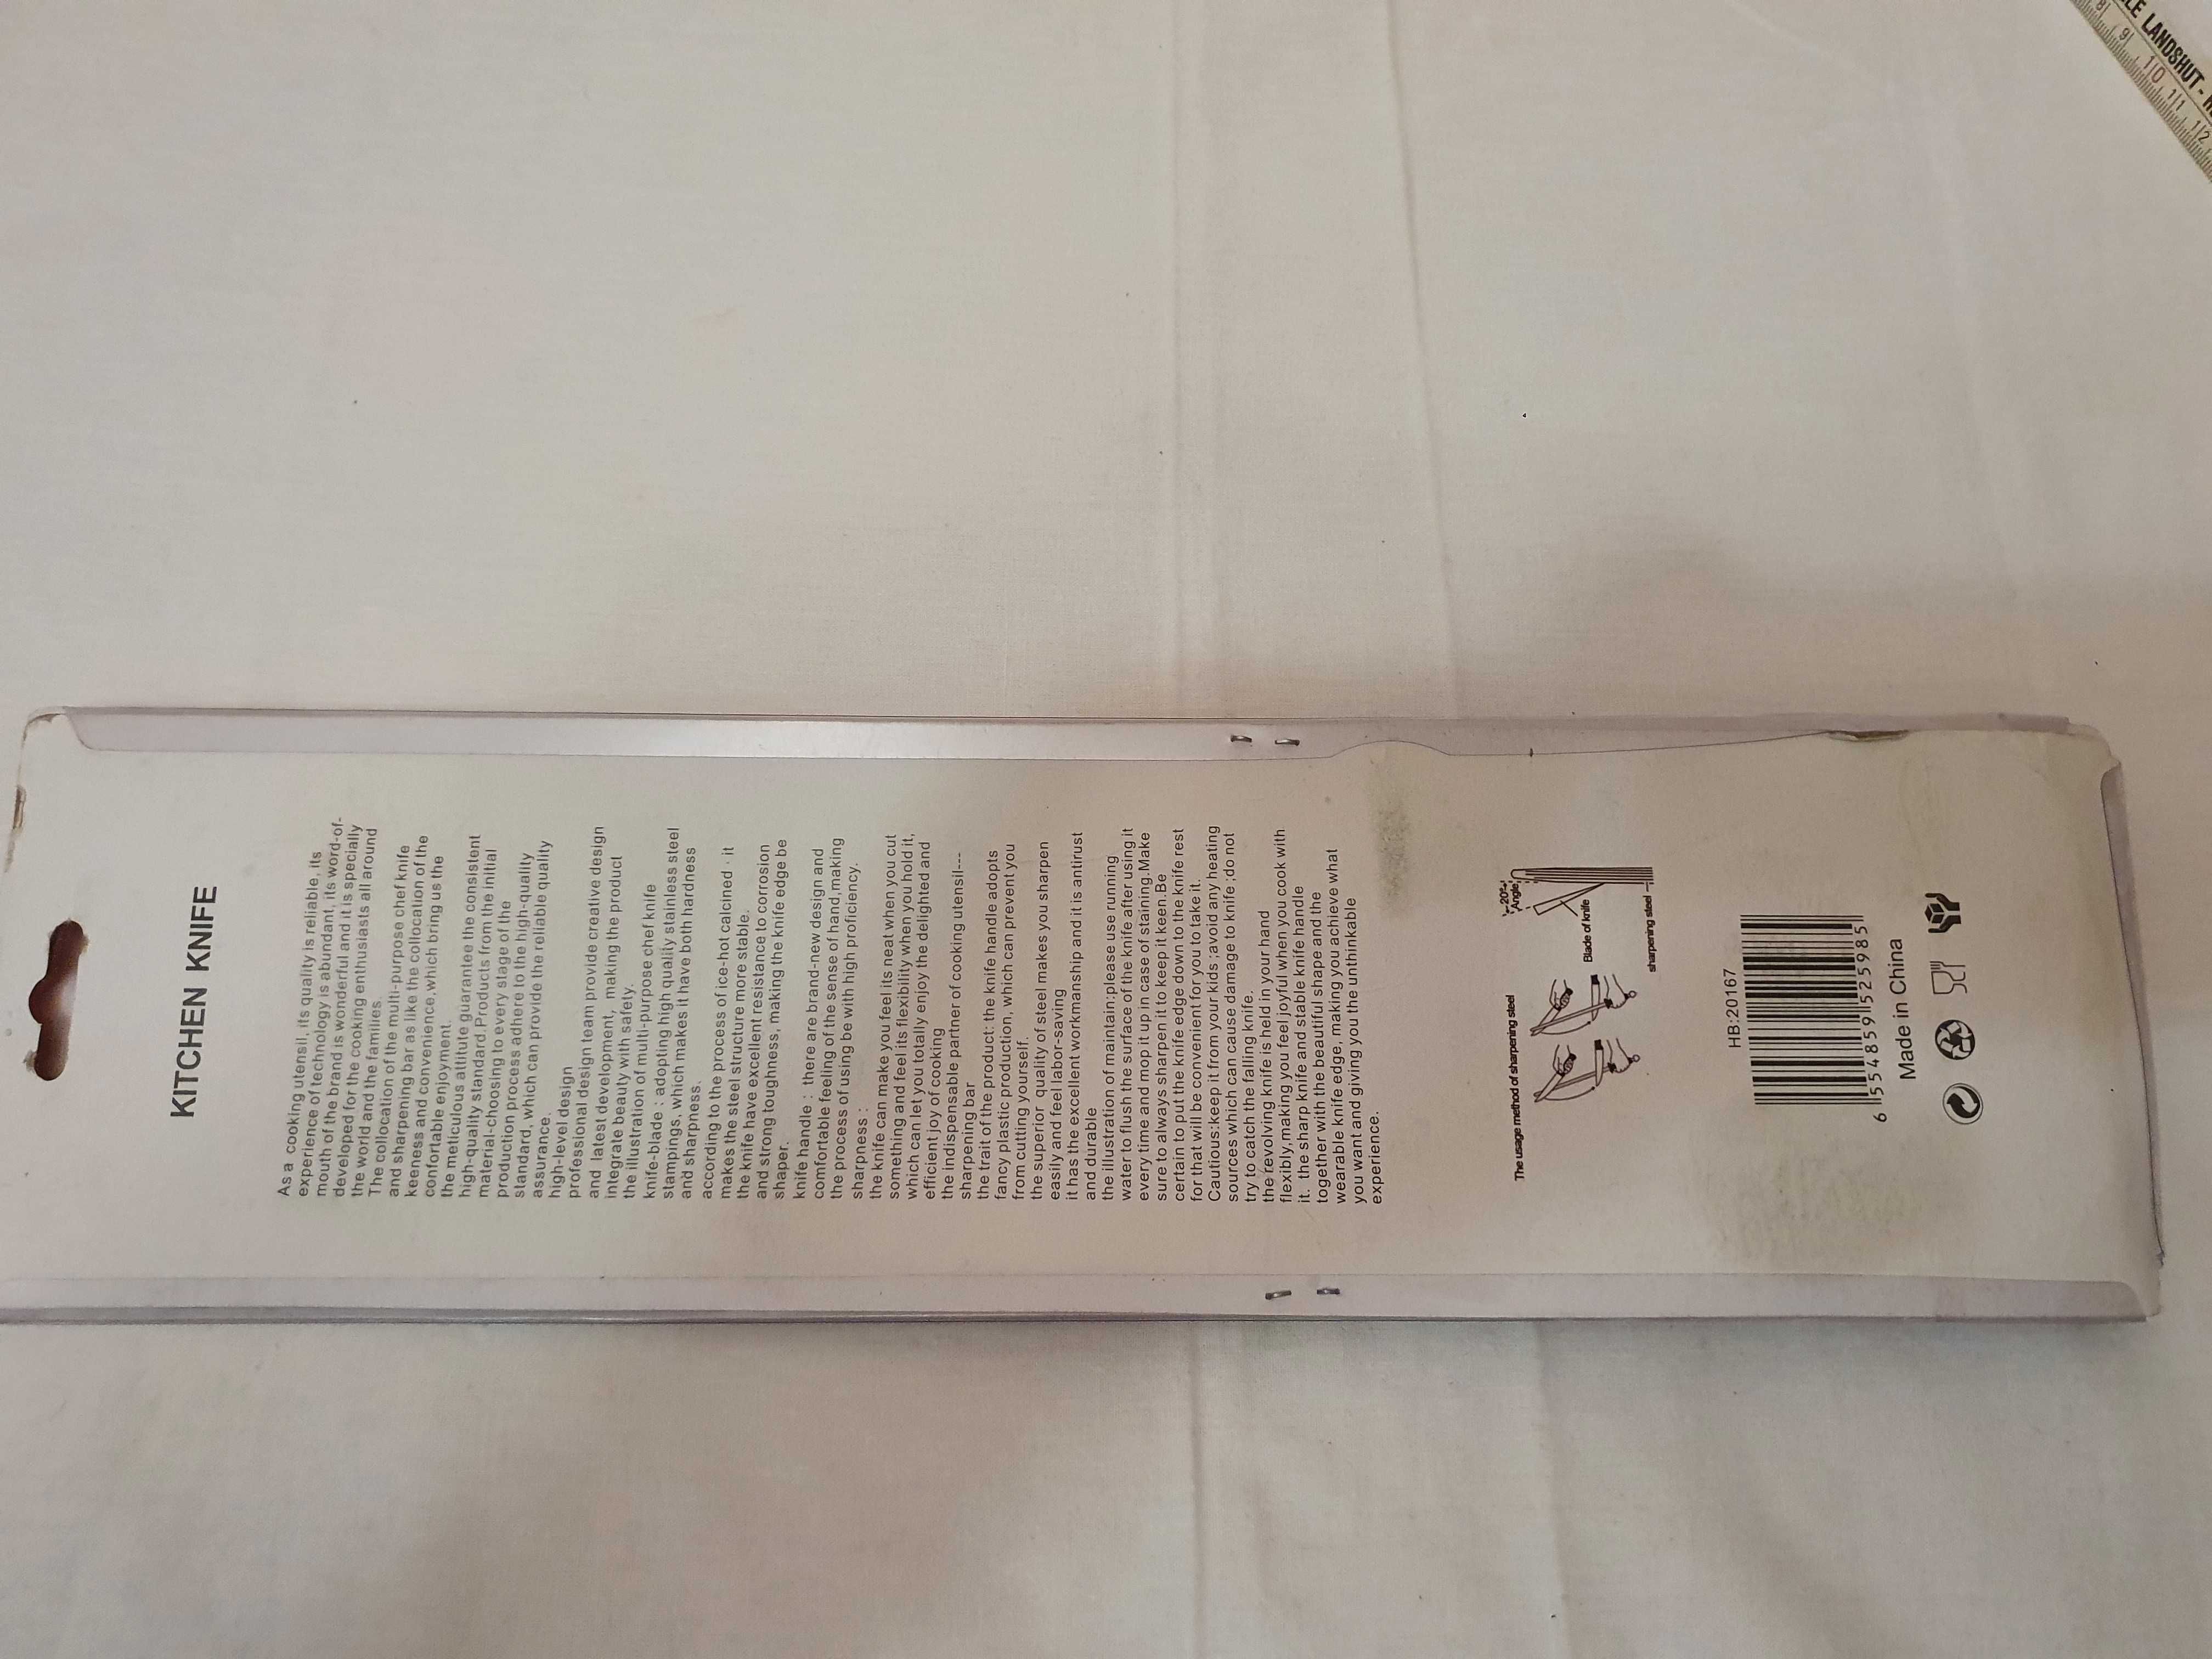 KITCHEN KNIFE
As a cooking utensil, its quality is reliable, its
experience of technology is abundant, its word-of-
mouth of the brand is wonderful and it is specially
developed for the cooking enthusiasts all around
the world and the families.
The collocation of the multi-purpose chef knife
and sharpening bar as like the collocation of the
keeness and convenience,which bring us the
confortable enjoyment.
the meticulous attitute guarantee the consistent
high-quality standard.Products from the initial
material-choosing to every stage of the
production process adhere to the high-quality
standard, which can provide the reliable quality
assurance.
high-level design
professional design team provide creative design
and latest development, making the product
integrate beauty with safety.
the illustration of multi-purpose chef knife
knife-blade : adopting high quality stainless steel
stampings, which makes it have both hardness
and sharpness.
according to the process of ice-hot calcined · it
makes the steel structure more stable.
the knife have excellent resistance to corrosion
and strong toughness, making the knife edge be
shaper.
knife handle : there are brand-new design and
comfortable feeling of the sense of hand,making
the process of using be with high proficiency.
sharpness :
the knife can make you feel its neat when you cut
something and feel its flexibility when you hold it,
which can let you totally enjoy the delighted and
efficient joy of cooking
the indispensable partner of cooking utensil---
sharpening bar
the trait of the product: the knife handle adopts
fancy plastic production, which can prevent you
from cutting yourself.
the superior quality of steel makes you sharpen
easily and feel labor-saving
it has the excellent workmanship and it is antirust
and durable
the illustration of maintain:please use running
water to flush the surface of the knife after using it
every time and mop it up in case of staining.Make
sure to always sharpen it to keep it keen.Be
certain to put the knife edge down to the knife rest
for that will be convenient for you to take it.
Cautious:keep it from your kids ;avoid any heating
sources which can cause damage to knife ;do not
try to catch the falling knife.
the revolving knife is held in your hand
flexibly,making you feel joyful when you cook with
it. the sharp knife and stable knife handle
together with the beautiful shape and the
wearable knife edge, making you achieve what
you want and giving you the unthinkable
experience.
The usage method of sharpening steel
20°
Angle
Blade of knife
sharpening steel
HB:20167
6 554859 525985
Made in China
LE LANDSHUT -
8 9 10 11 12